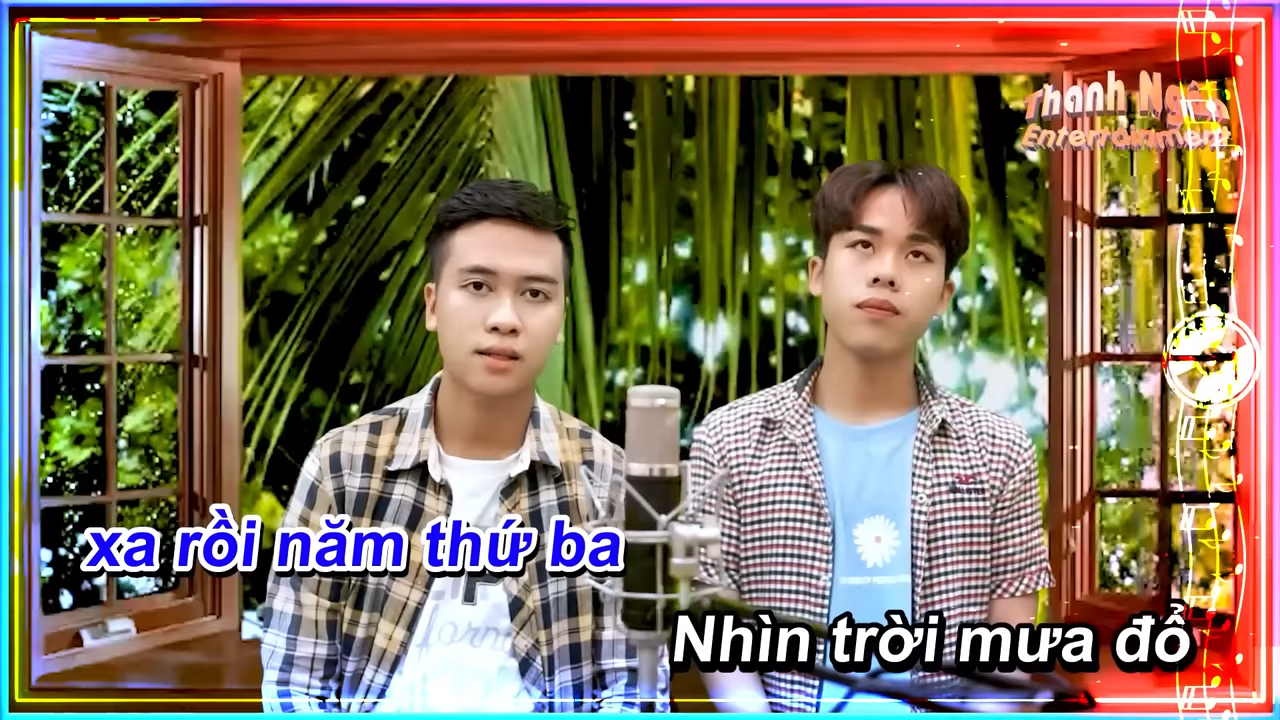 Thanh Ngân
Entertainment
xa rồi năm thứ ba
Nhìn trời mưa đổ